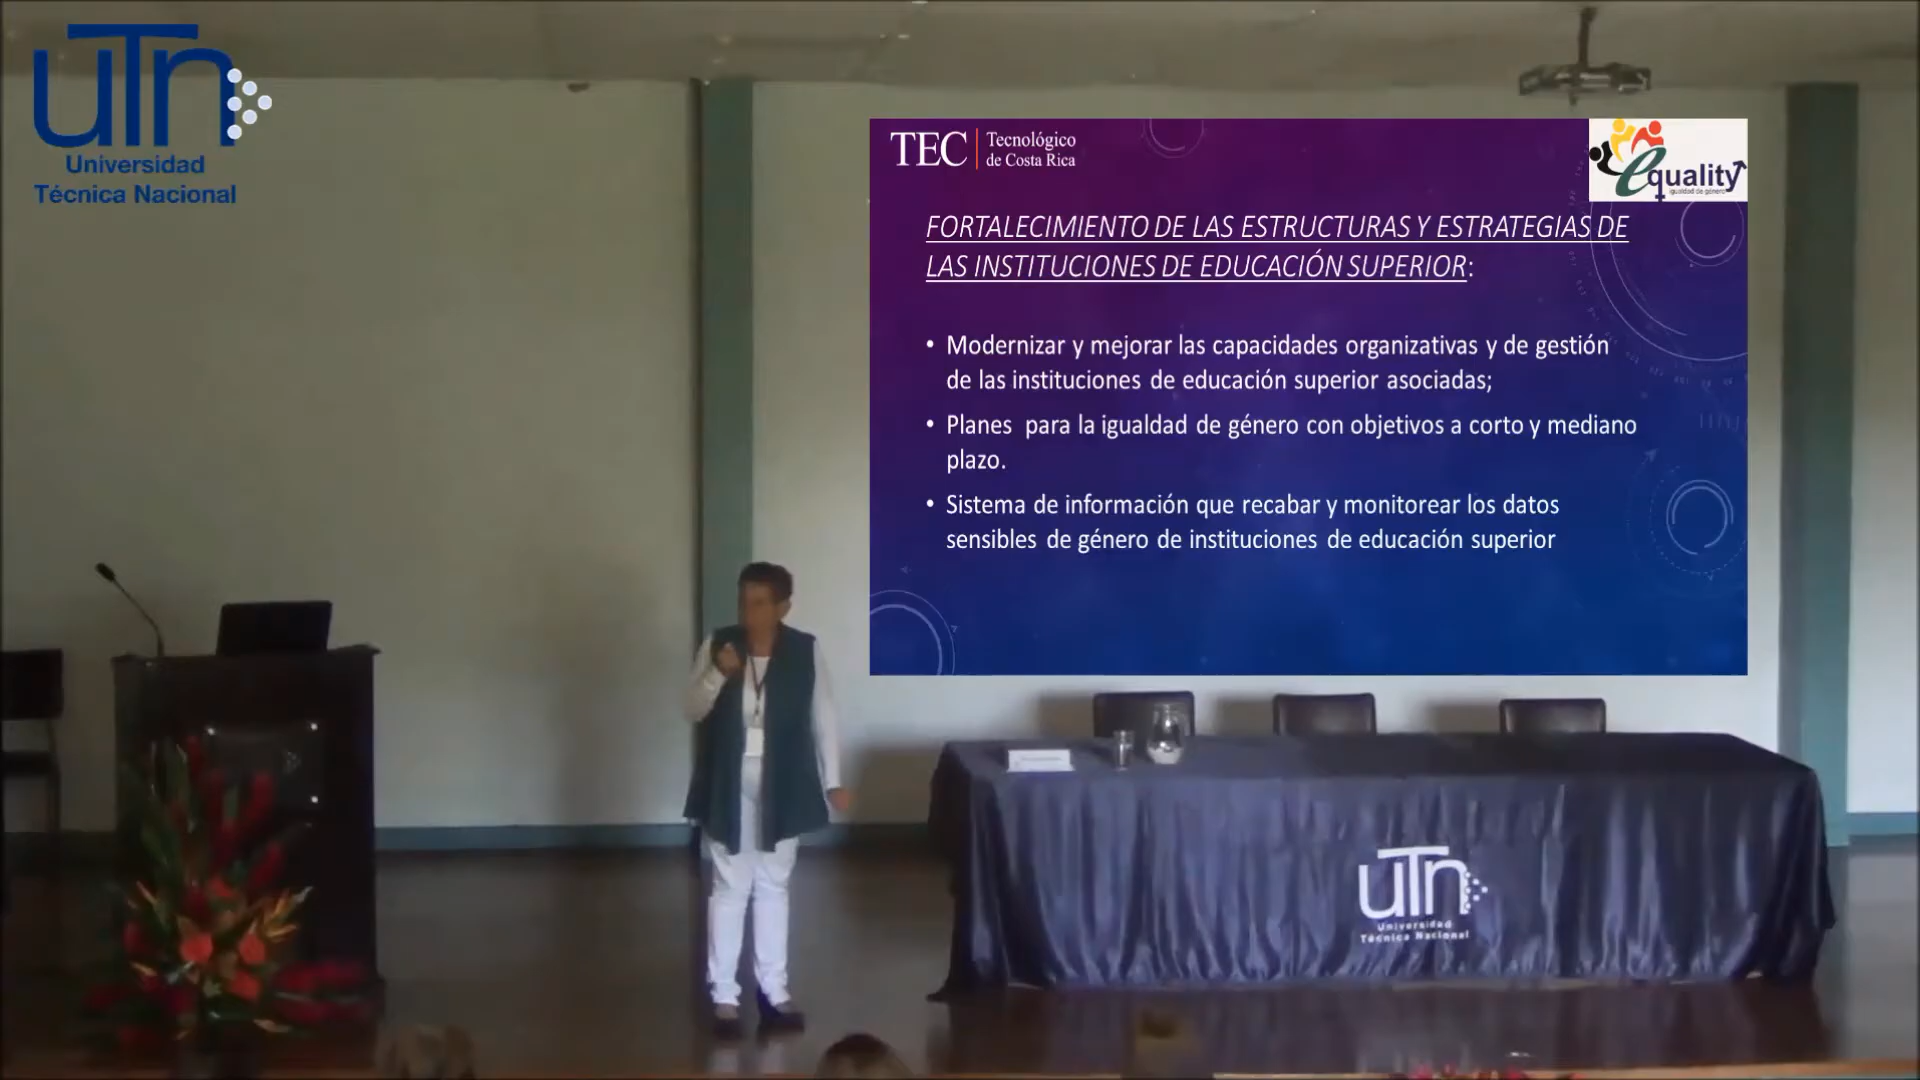 uTn
Universidad
Técnica Nacional
TEC
Tecnológico
de Costa Rica
equality
igualdad de género
FORTALECIMIENTO DE LAS ESTRUCTURAS Y ESTRATEGIAS DE
LAS INSTITUCIONES DE EDUCACIÓN SUPERIOR:
• Modernizar y mejorar las capacidades organizativas y de gestión
de las instituciones de educación superior asociadas;
• Planes para la igualdad de género con objetivos a corto y mediano
plazo.
• Sistema de información que recabar y monitorear los datos
sensibles de género de instituciones de educación superior
uTn
Universidad
Técnica Nacional